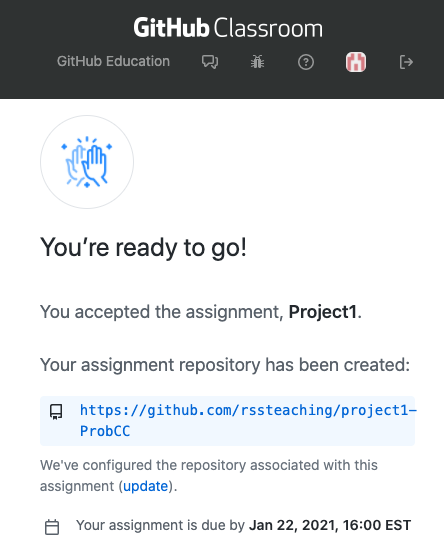 GitHub Classroom
GitHub Education
You’re ready to go!
You accepted the assignment, Project1.
Your assignment repository has been created:
https://github.com/rssteaching/project1-
ProbCC
We've configured the repository associated with this
assignment (update).
Your assignment is due by Jan 22, 2021, 16:00 EST